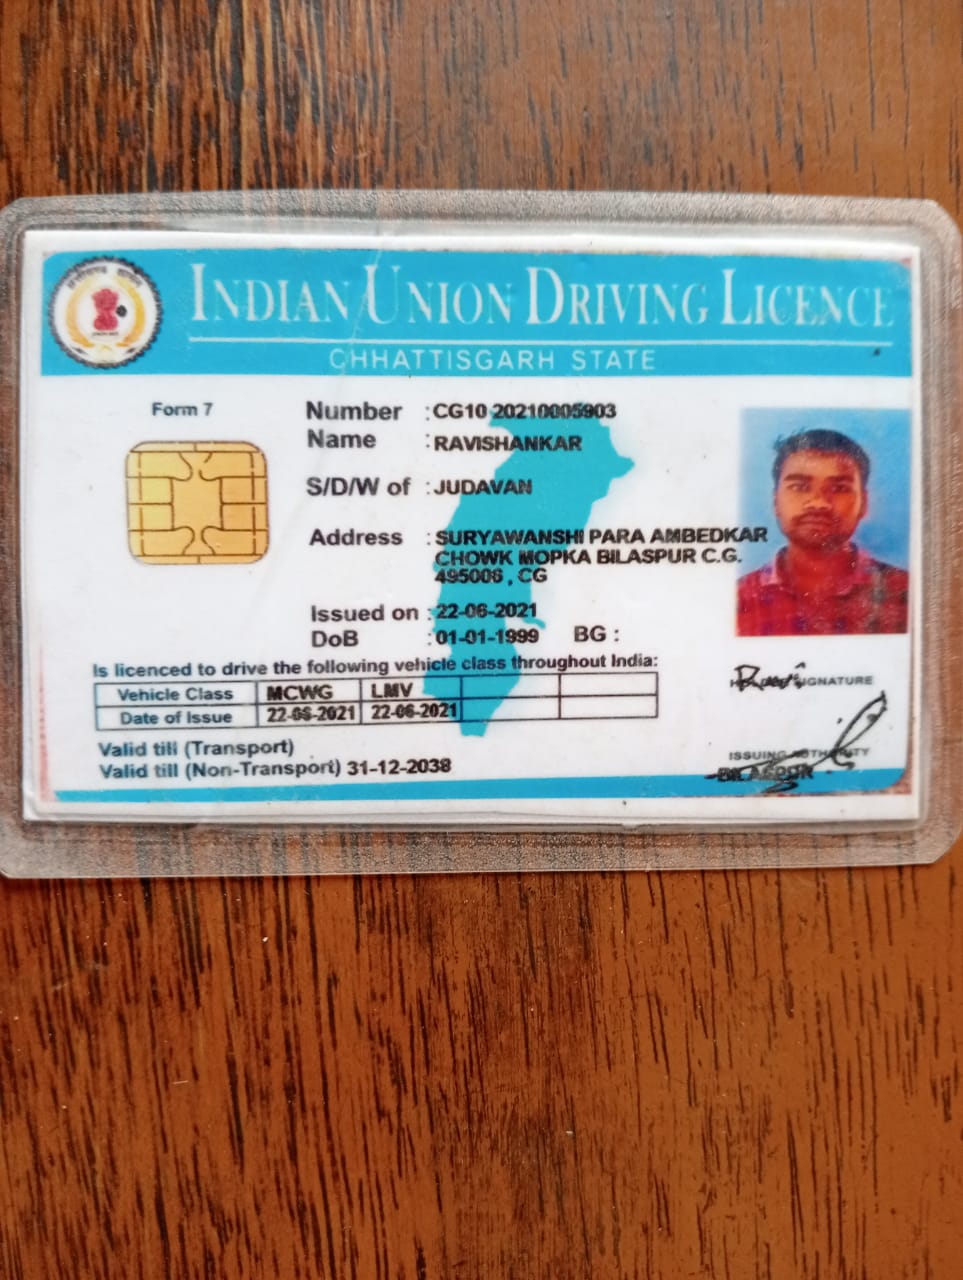 INDIAN UNION DRIVING LICENCE
CHHATTISGARH STATE
Form 7
Number : CG10 20210005903
Name : RAVISHANKAR
S/D/W of : JUDAVAN
Address : SURYAWANSHI PARA AMBEDKAR
CHOWK MOPKA BILASPUR C.G.
495006 , CG
Issued on : 22-06-2021
DoB : 01-01-1999 BG :
Is licenced to drive the following vehicle class throughout India:
Vehicle Class MCWG LMV
Date of Issue 22-06-2021 22-06-2021
Valid till (Transport)
Valid till (Non-Transport) 31-12-2038
Ravi
SIGNATURE
ISSUING AUTHORITY
BILASPUR